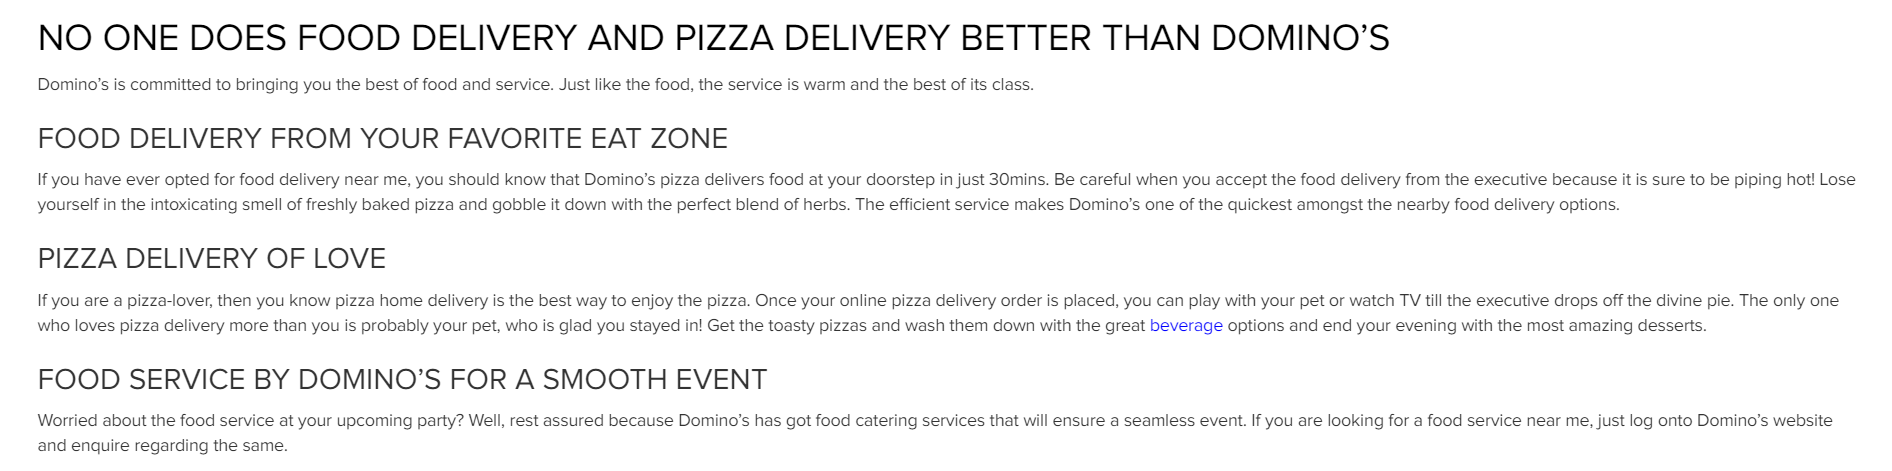 NO ONE DOES FOOD DELIVERY AND PIZZA DELIVERY BETTER THAN DOMINO’S
Domino’s is committed to bringing you the best of food and service. Just like the food, the service is warm and the best of its class.
FOOD DELIVERY FROM YOUR FAVORITE EAT ZONE
If you have ever opted for food delivery near me, you should know that Domino’s pizza delivers food at your doorstep in just 30mins. Be careful when you accept the food delivery from the executive because it is sure to be piping hot! Lose
yourself in the intoxicating smell of freshly baked pizza and gobble it down with the perfect blend of herbs. The efficient service makes Domino’s one of the quickest amongst the nearby food delivery options.
PIZZA DELIVERY OF LOVE
If you are a pizza-lover, then you know pizza home delivery is the best way to enjoy the pizza. Once your online pizza delivery order is placed, you can play with your pet or watch TV till the executive drops off the divine pie. The only one
who loves pizza delivery more than you is probably your pet, who is glad you stayed in! Get the toasty pizzas and wash them down with the great beverage options and end your evening with the most amazing desserts.
FOOD SERVICE BY DOMINO’S FOR A SMOOTH EVENT
Worried about the food service at your upcoming party? Well, rest assured because Domino’s has got food catering services that will ensure a seamless event. If you are looking for a food service near me, just log onto Domino’s website
and enquire regarding the same.